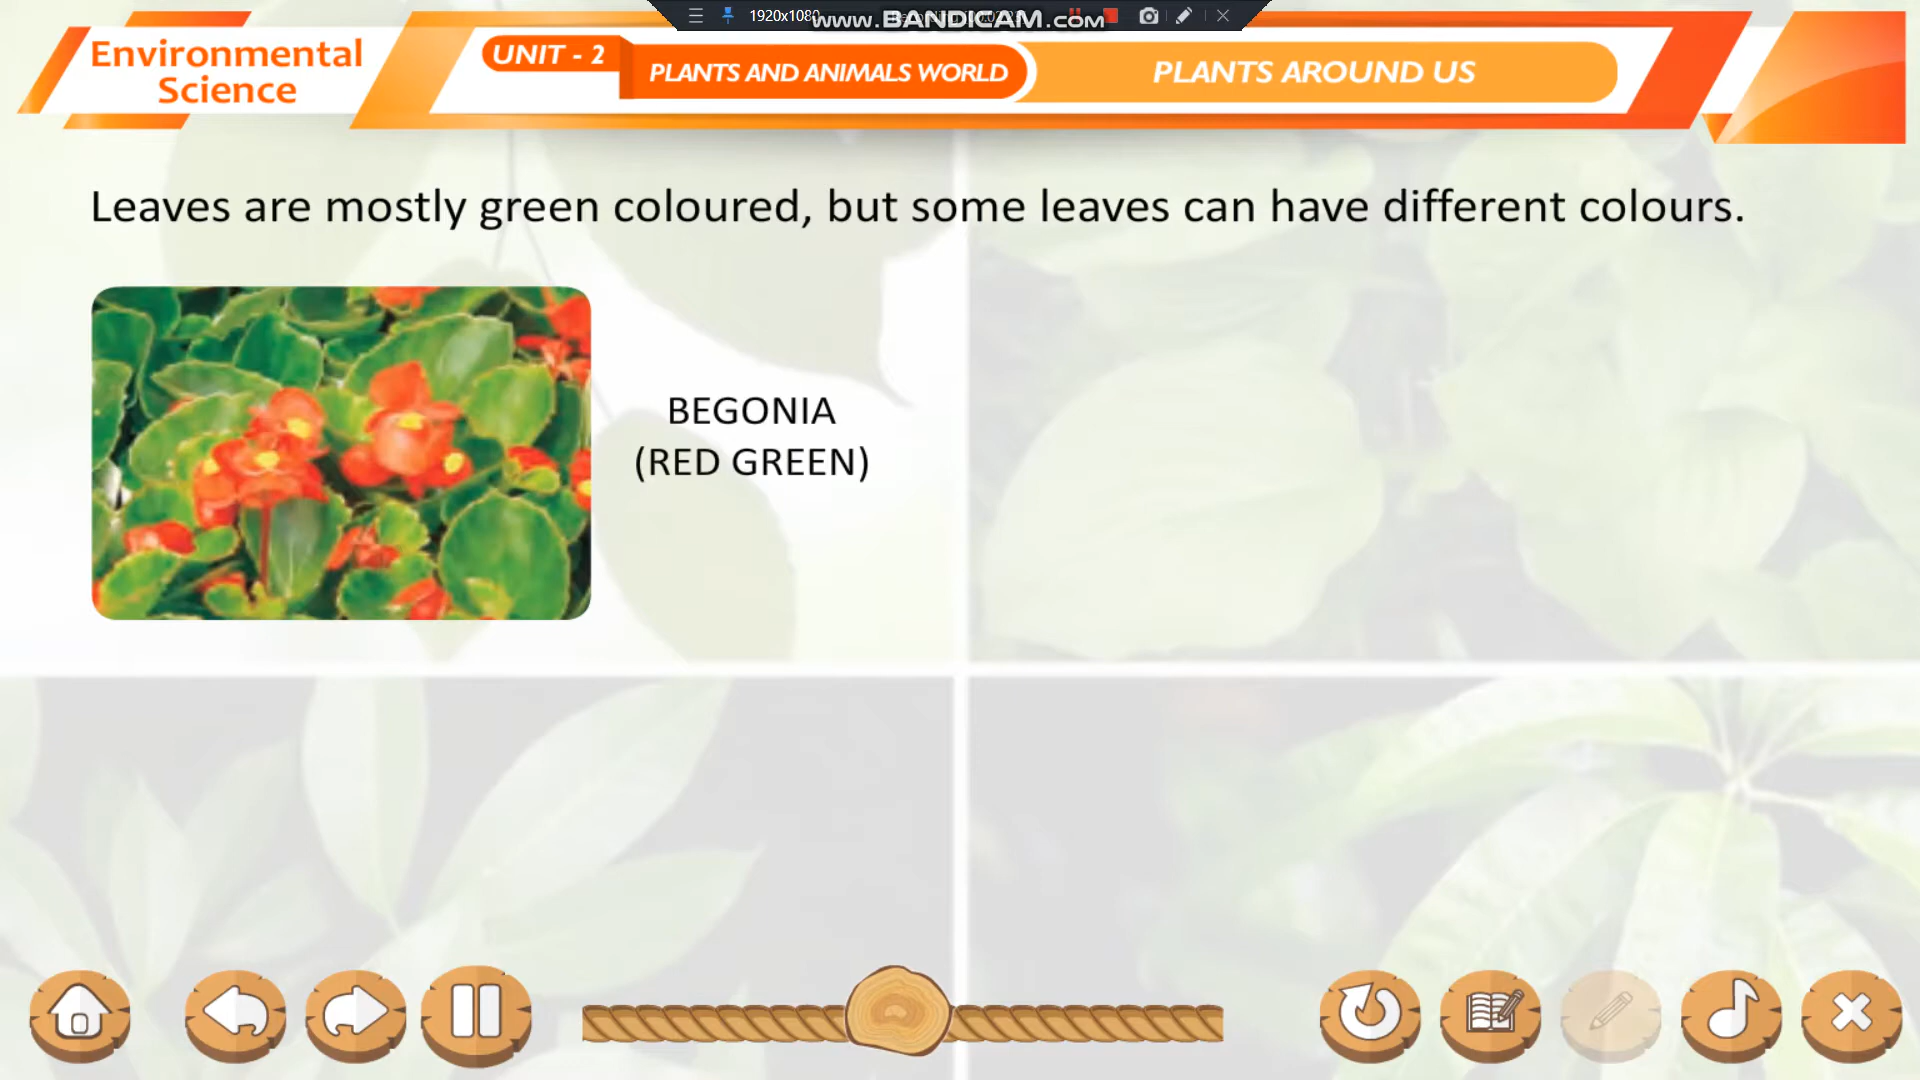 1920x1080
www.BANDICAM.com
Environmental
Science
UNIT - 2
PLANTS AND ANIMALS WORLD
PLANTS AROUND US
Leaves are mostly green coloured, but some leaves can have different colours.
BEGONIA
(RED GREEN)